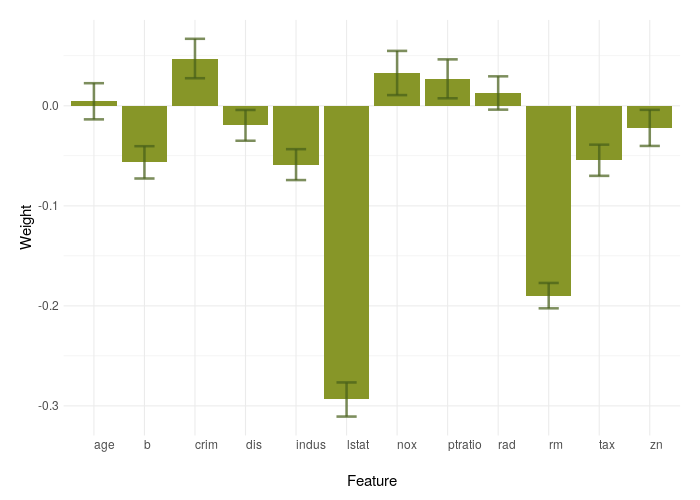 0.0
-0.1
-0.2
-0.3
Weight
age b crim dis indus lstat nox ptratio rad rm tax zn
Feature